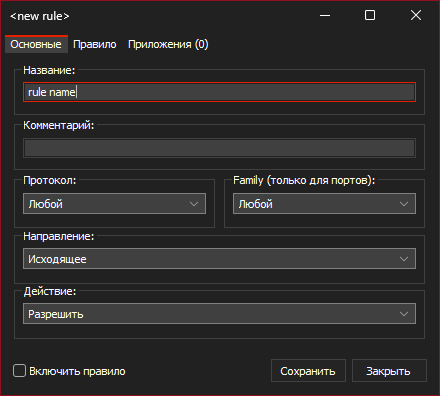 <new rule>
Основные Правило Приложения (0)
Название:
rule name
Комментарий:
Протокол: Family (только для портов):
Любой Любой
Направление:
Исходящее
Действие:
Разрешить
Включить правило Сохранить Закрыть